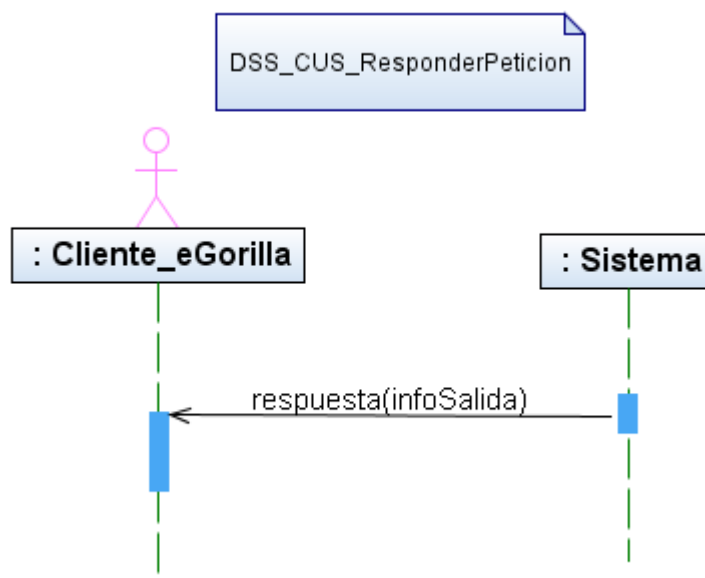 DSS_CUS_ResponderPeticion
: Cliente_eGorilla
: Sistema
respuesta(infoSalida)